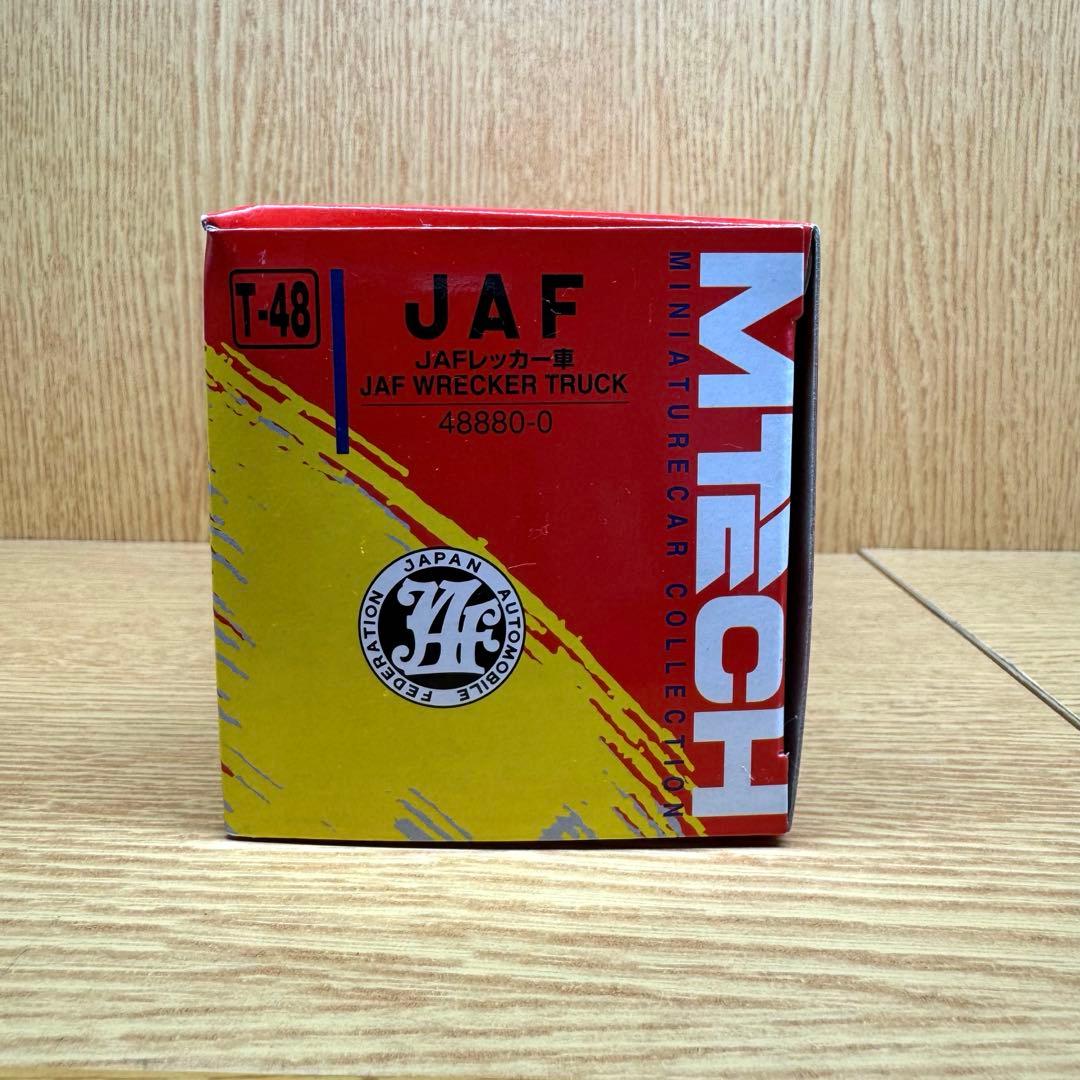 T-48
JAF
JAFレッカー車
JAF WRECKER TRUCK
48880-0
JAPAN AUTOMOBILE FEDERATION
JAF
MTECH
MINIATURECAR COLLECTION